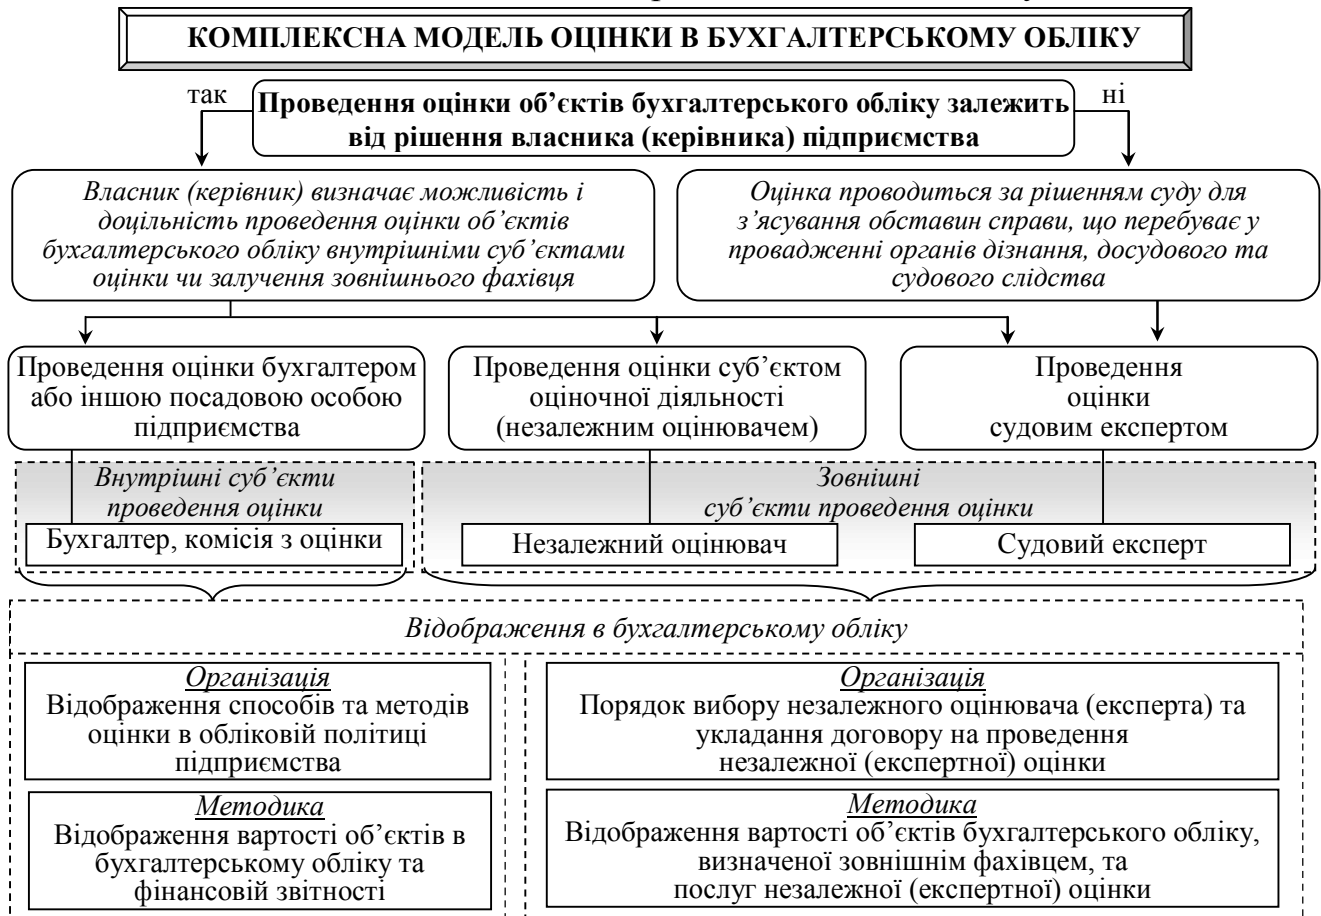 КОМПЛЕКСНА МОДЕЛЬ ОЦІНКИ В БУХГАЛТЕРСЬКОМУ ОБЛІКУ
так
Проведення оцінки об’єктів бухгалтерського обліку залежить
від рішення власника (керівника) підприємства
ні
Власник (керівник) визначає можливість і
доцільність проведення оцінки об’єктів
бухгалтерського обліку внутрішніми суб’єктами
оцінки чи залучення зовнішнього фахівця
Оцінка проводиться за рішенням суду для
з’ясування обставин справи, що перебуває у
провадженні органів дізнання, досудового та
судового слідства
Проведення оцінки бухгалтером
або іншою посадовою особою
підприємства
Проведення оцінки суб’єктом
оціночної діяльності
(незалежним оцінювачем)
Проведення
оцінки
судовим експертом
Внутрішні суб’єкти
проведення оцінки
Бухгалтер, комісія з оцінки
Зовнішні
суб’єкти проведення оцінки
Незалежний оцінювач
Судовий експерт
Відображення в бухгалтерському обліку
Організація
Відображення способів та методів
оцінки в обліковій політиці
підприємства
Організація
Порядок вибору незалежного оцінювача (експерта) та
укладання договору на проведення
незалежної (експертної) оцінки
Методика
Відображення вартості об’єктів в
бухгалтерському обліку та
фінансовій звітності
Методика
Відображення вартості об’єктів бухгалтерського обліку,
визначеної зовнішнім фахівцем, та
послуг незалежної (експертної) оцінки